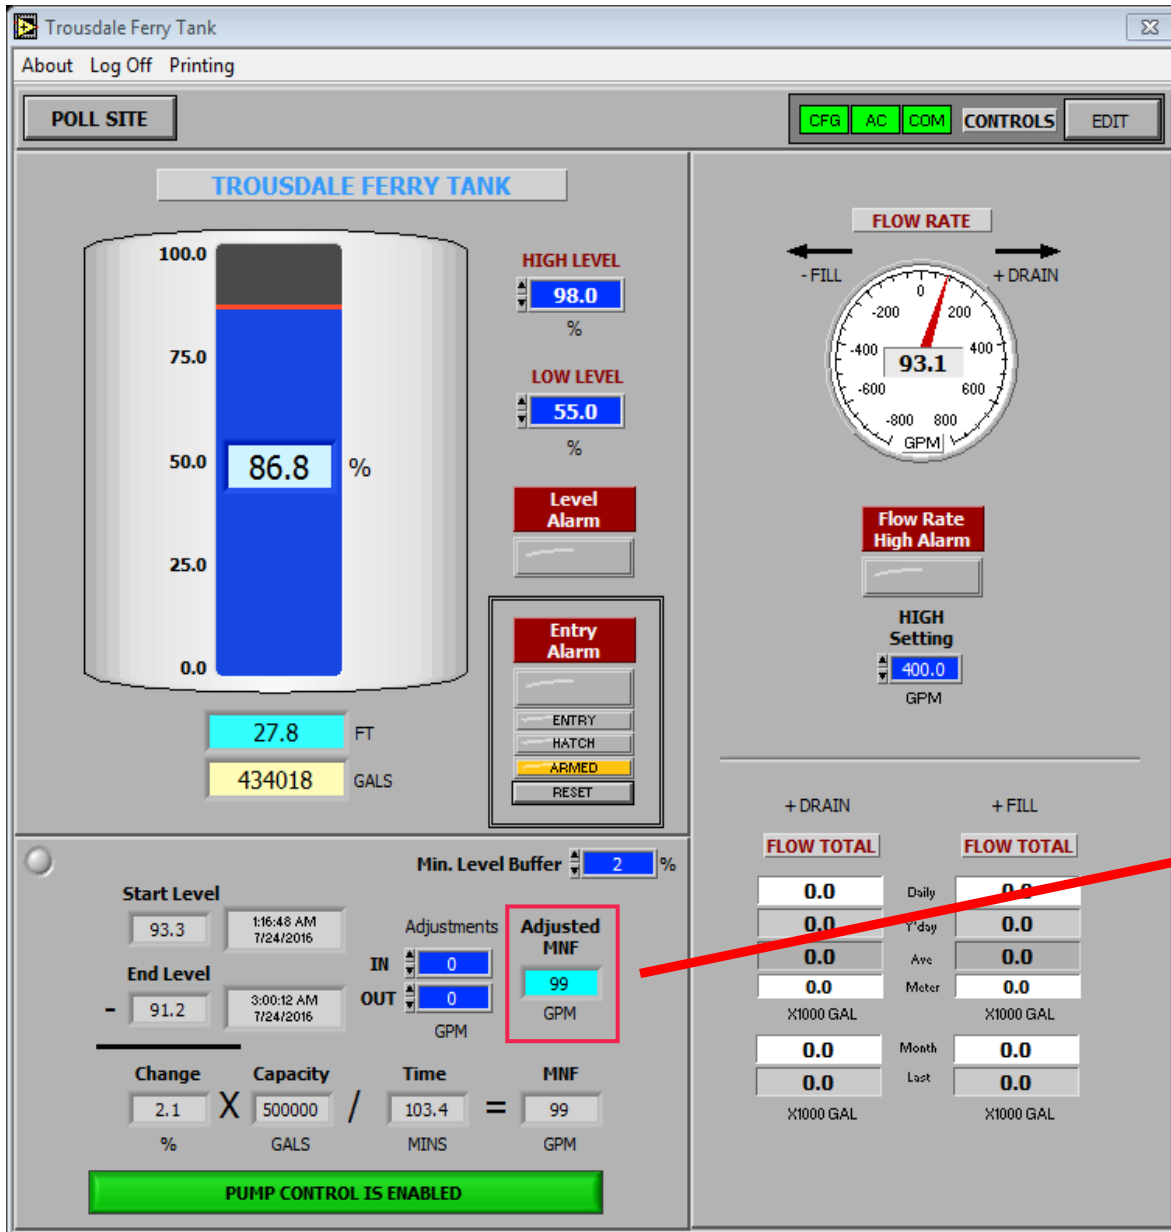 Trousdale Ferry Tank
About Log Off Printing
POLL SITE
CFG AC COM CONTROLS EDIT
TROUSDALE FERRY TANK
100.0
75.0
50.0
25.0
0.0
86.8 %
27.8 FT
434018 GALS
HIGH LEVEL
98.0
%
LOW LEVEL
55.0
%
Level
Alarm
Entry
Alarm
ENTRY
HATCH
ARMED
RESET
FLOW RATE
- FILL
+ DRAIN
0
-200 200
-400 400
93.1
-600 600
-800 800
GPM
Flow Rate
High Alarm
HIGH
Setting
400.0
GPM
+ DRAIN + FILL
FLOW TOTAL FLOW TOTAL
0.0 Daily 0.0
0.0 Y'day 0.0
0.0 Ave 0.0
0.0 Meter 0.0
X1000 GAL X1000 GAL
0.0 Month 0.0
0.0 Last 0.0
X1000 GAL X1000 GAL
Min. Level Buffer 2 %
Start Level
93.3 1:16:48 AM
7/24/2016
End Level
- 91.2 3:00:12 AM
7/24/2016
Adjustments
IN 0
OUT 0
GPM
Adjusted
MNF
99
GPM
Change Capacity Time MNF
2.1 X 500000 / 103.4 = 99
% GALS MINS GPM
PUMP CONTROL IS ENABLED